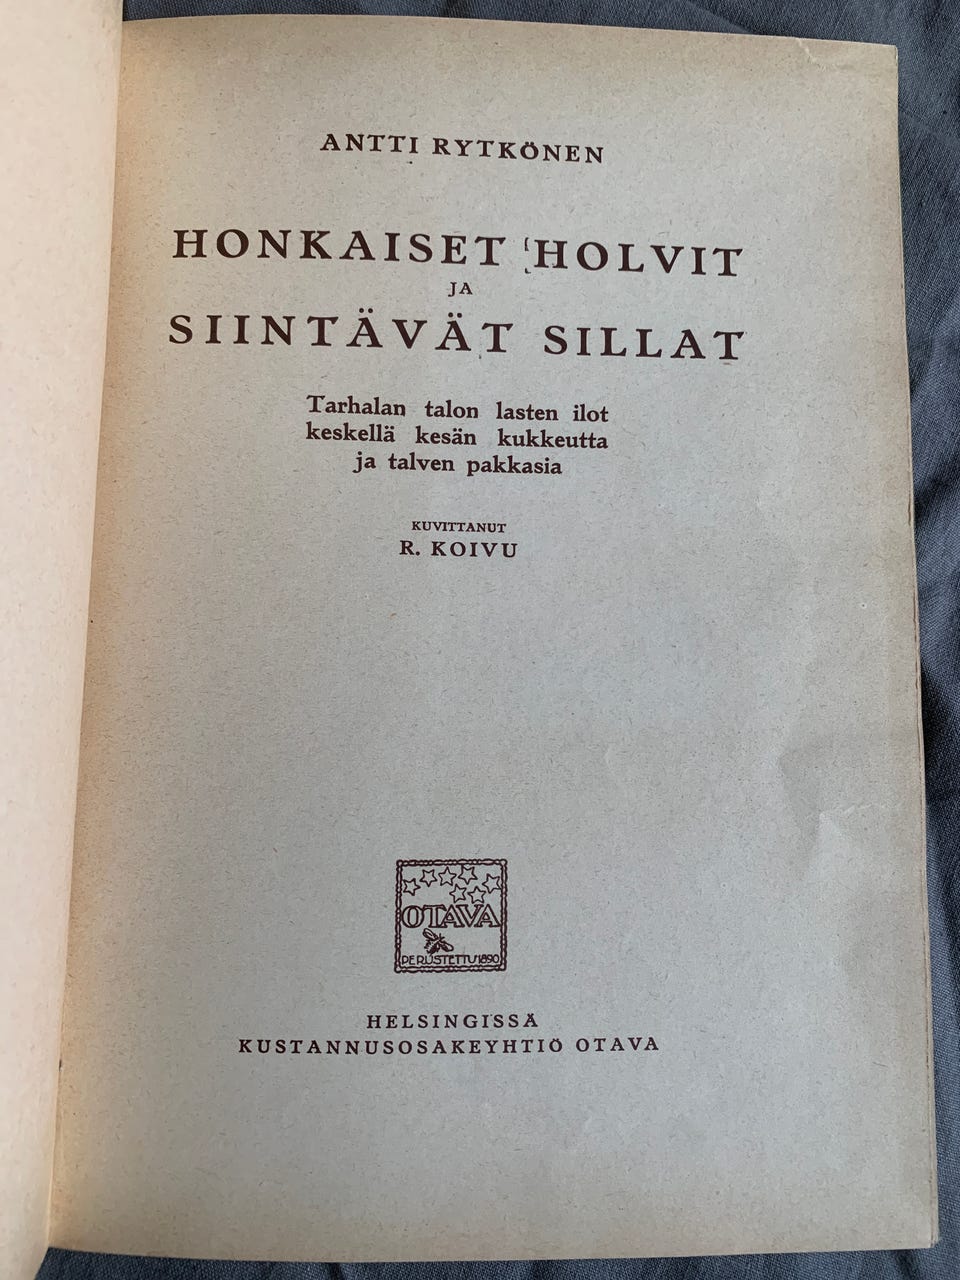 ANTTI RYTKÖNEN
HONKAISET HOLVIT
JA
SIINTÄVÄT SILLAT
Tarhalan talon lasten ilot
keskellä kesän kukkeutta
ja talven pakkasia
KUVITTANUT
R. KOIVU
OTAVA
PERUSTETTU 1890
HELSINGISSÄ
KUSTANNUSOSAKEYHTIÖ OTAVA